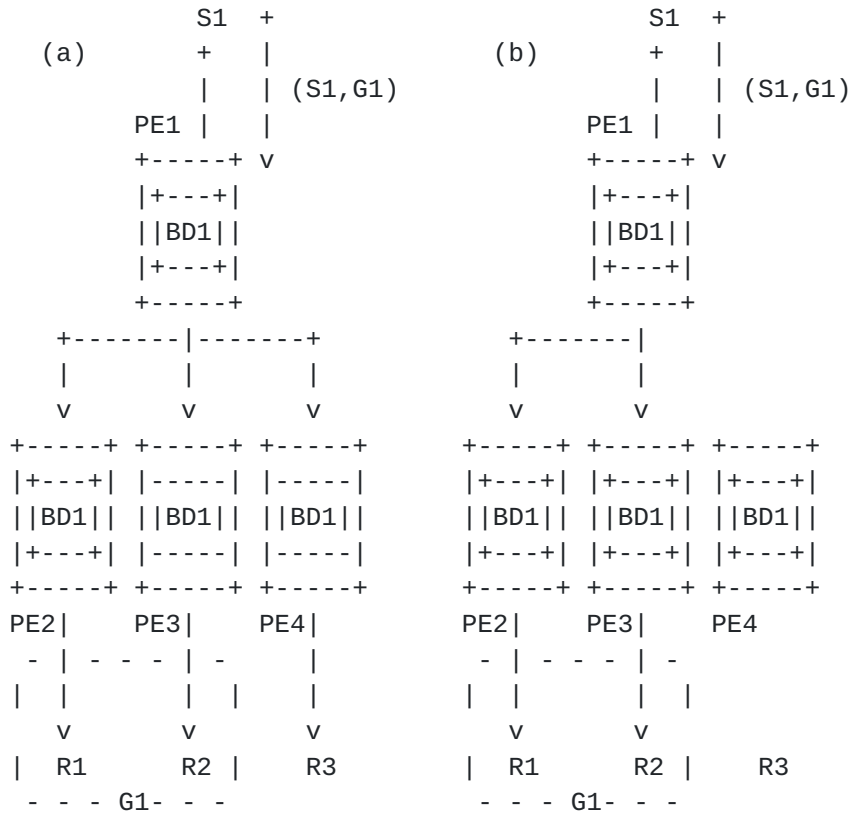 S1  +                        S1  +
  (a)              +   |              (b)       +   |
                   |   | (S1,G1)                |   | (S1,G1)
               PE1 |   |                    PE1 |   |
        +-----+ v                    +-----+ v
        |+---+|                      |+---+|
        ||BD1||                      ||BD1||
        |+---+|                      |+---+|
        +-----+                      +-----+
   +-------|-------+            +-------|
   |       |       |            |       |
   v       v       v            v       v
+-----+ +-----+ +-----+      +-----+ +-----+ +-----+
|+---+| |-----| |-----|      |+---+| |+---+| |+---+|
||BD1|| ||BD1|| ||BD1||      ||BD1|| ||BD1|| ||BD1||
|+---+| |-----| |-----|      |+---+| |+---+| |+---+|
+-----+ +-----+ +-----+      +-----+ +-----+ +-----+
PE2|    PE3|    PE4|         PE2|    PE3|    PE4
 - | - - - | -     |          - | - - - | -
|  |       |  |    |         |  |       |  |
   v       v       v            v       v
|  R1      R2 |    R3        |  R1      R2 |    R3
 - - - G1- - -                - - - G1- - -